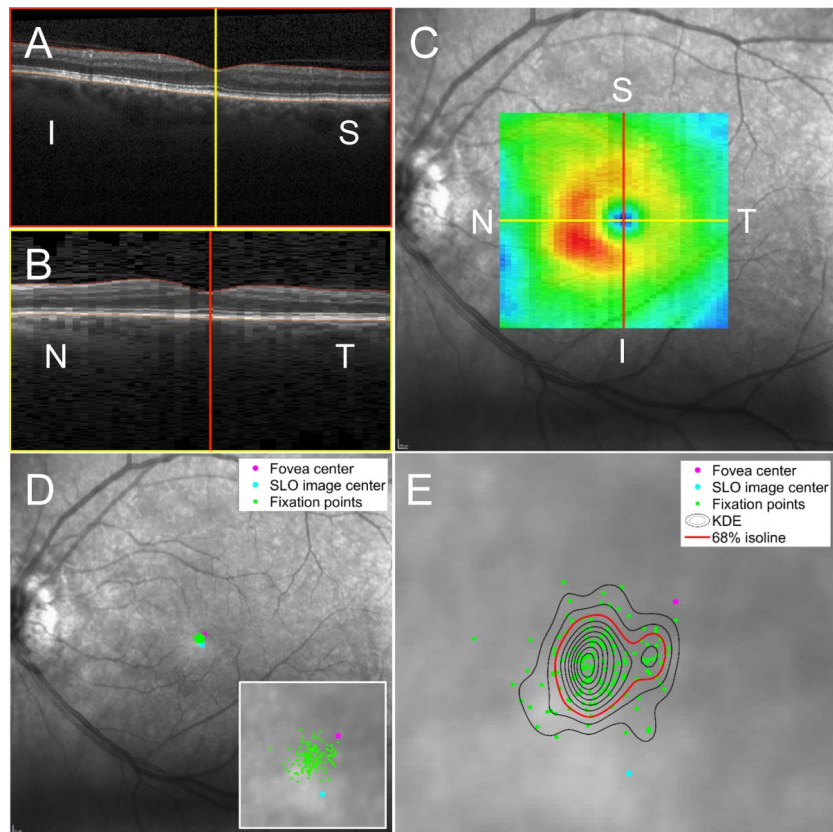 A
I
S
B
N
T
C
S
N
T
I
D
Fovea center
SLO image center
Fixation points
E
Fovea center
SLO image center
Fixation points
KDE
68% isoline